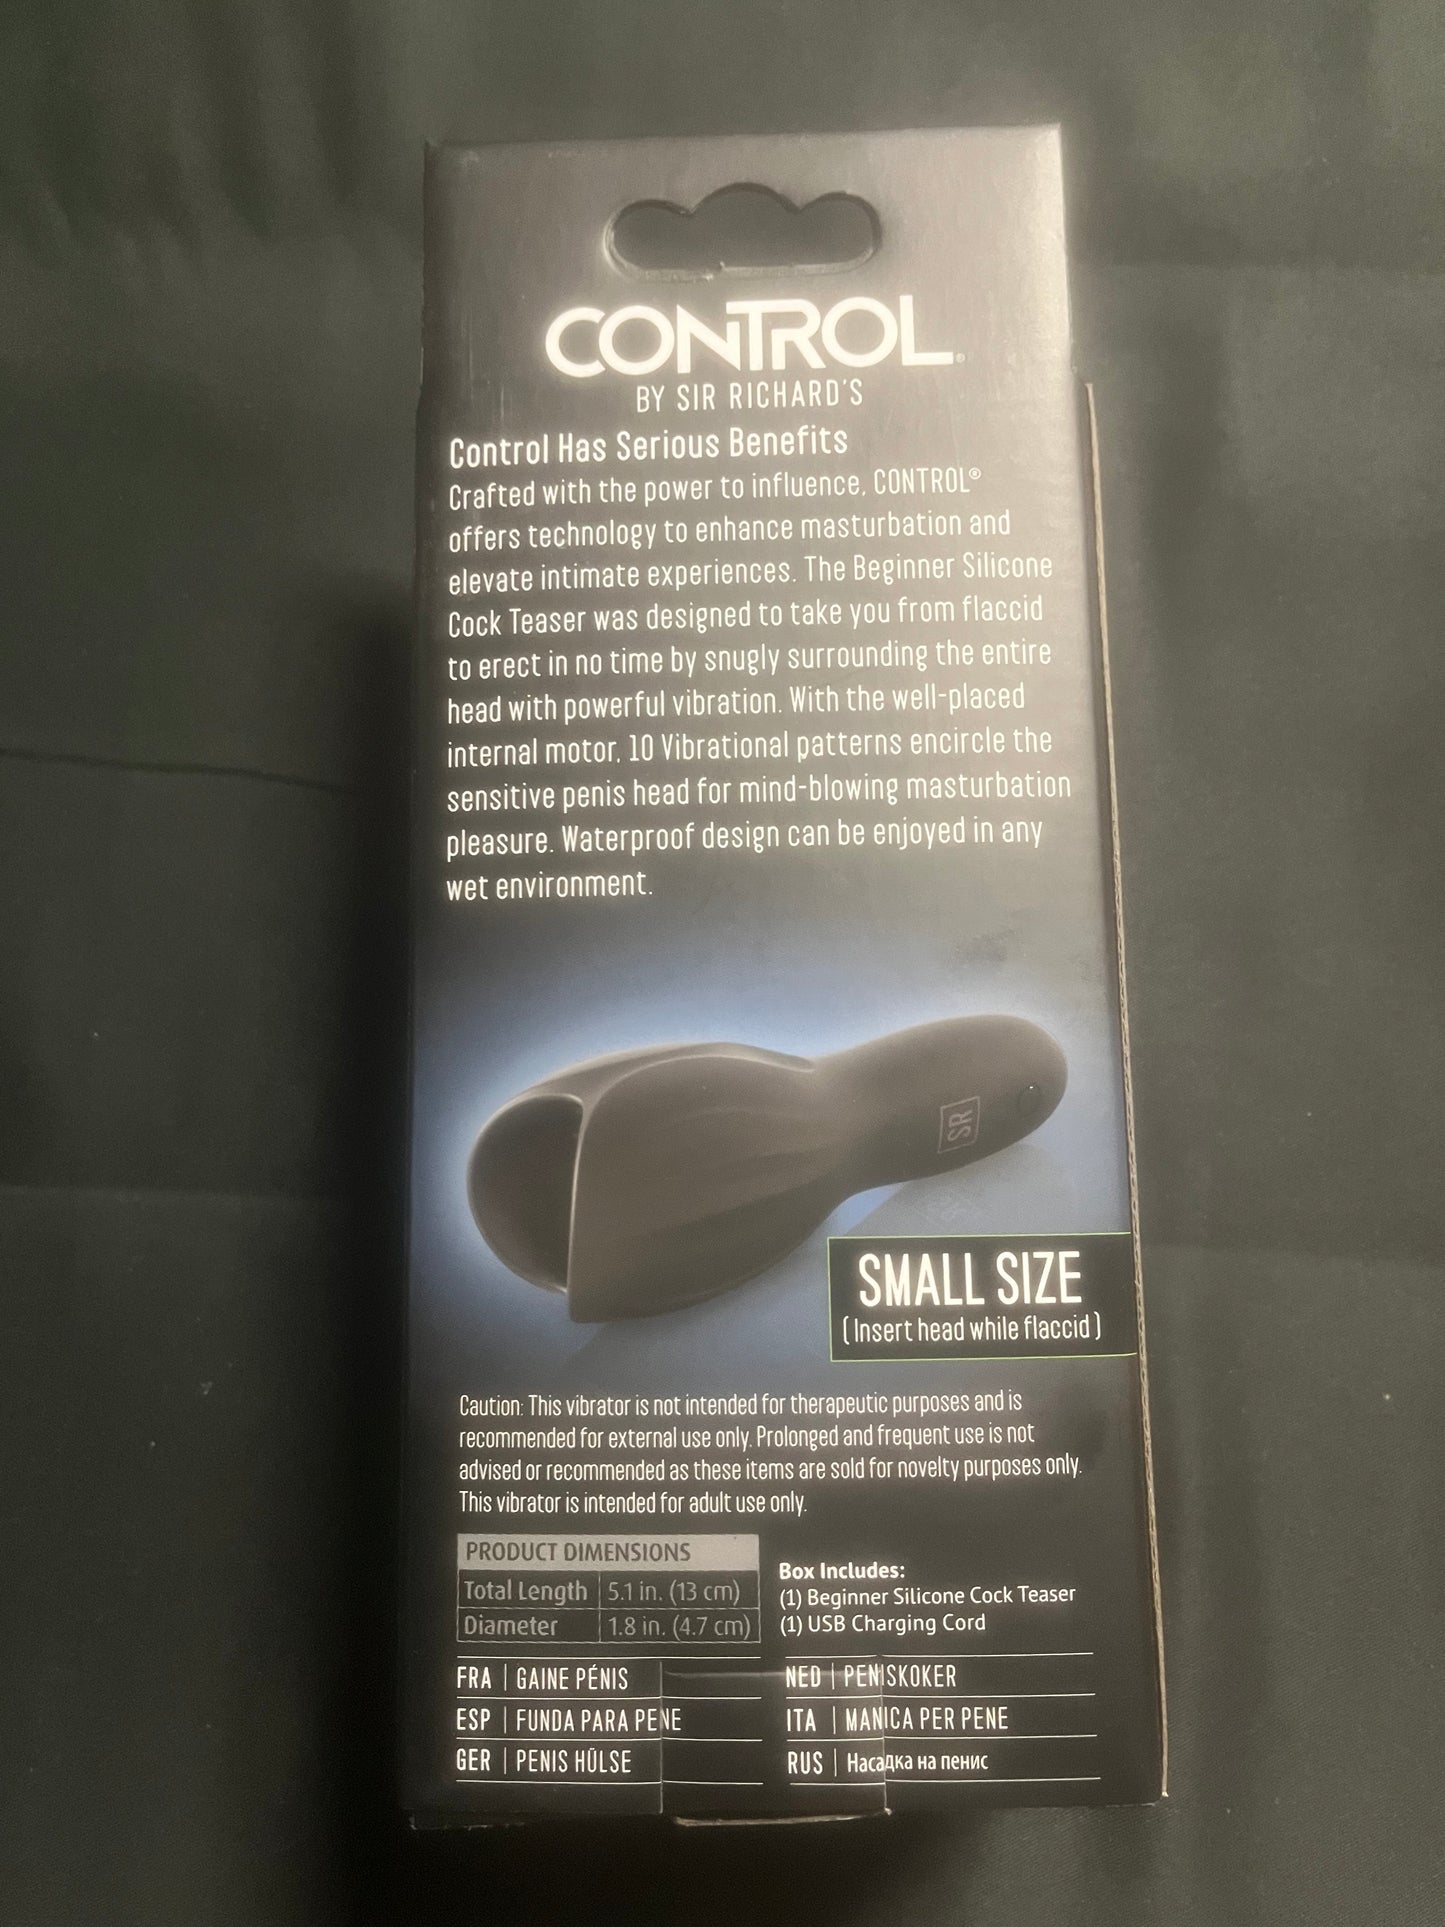 CONTROL®
BY SIR RICHARD'S
Control Has Serious Benefits
Crafted with the power to influence, CONTROL®
offers technology to enhance masturbation and
elevate intimate experiences. The Beginner Silicone
Cock Teaser was designed to take you from flaccid
to erect in no time by snugly surrounding the entire
head with powerful vibration. With the well-placed
internal motor, 10 Vibrational patterns encircle the
sensitive penis head for mind-blowing masturbation
pleasure. Waterproof design can be enjoyed in any
wet environment.
SR
SMALL SIZE
(Insert head while flaccid)
Caution: This vibrator is not intended for therapeutic purposes and is
recommended for external use only. Prolonged and frequent use is not
advised or recommended as these items are sold for novelty purposes only.
This vibrator is intended for adult use only.
PRODUCT DIMENSIONS
Total Length 5.1 in. (13 cm)
Diameter 1.8 in. (4.7 cm)
Box Includes:
(1) Beginner Silicone Cock Teaser
(1) USB Charging Cord
FRA | GAINE PÉNIS
ESP | FUNDA PARA PENE
GER | PENIS HÜLSE
NED | PENISKOKER
ITA | MANICA PER PENE
RUS | Насадка на пенис